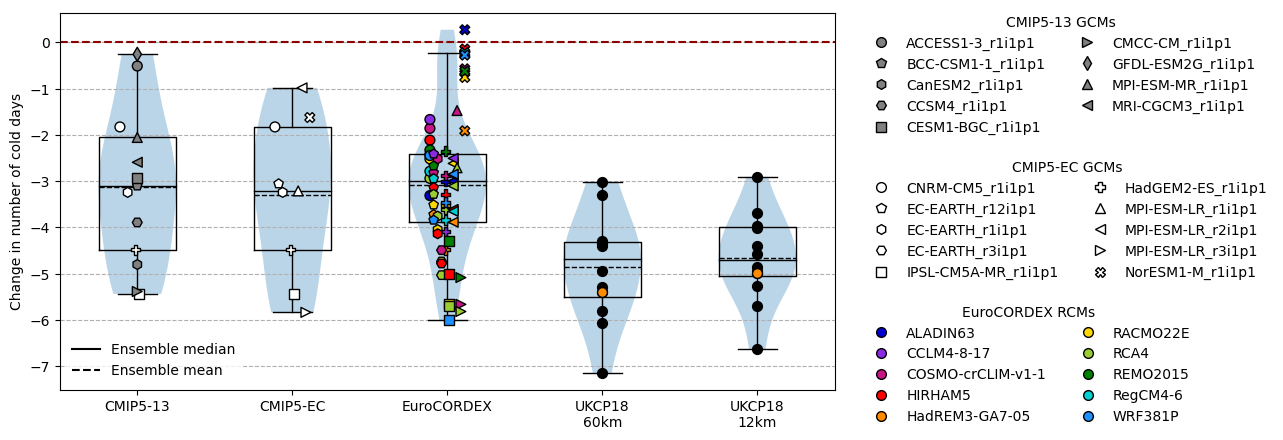 Change in number of cold days
0
−1
−2
−3
−4
−5
−6
−7
Ensemble median
Ensemble mean
CMIP5-13
CMIP5-EC
EuroCORDEX
UKCP18
60km
UKCP18
12km
CMIP5-13 GCMs
ACCESS1-3_r1i1p1
BCC-CSM1-1_r1i1p1
CanESM2_r1i1p1
CCSM4_r1i1p1
CESM1-BGC_r1i1p1
CMCC-CM_r1i1p1
GFDL-ESM2G_r1i1p1
MPI-ESM-MR_r1i1p1
MRI-CGCM3_r1i1p1
CMIP5-EC GCMs
CNRM-CM5_r1i1p1
EC-EARTH_r12i1p1
EC-EARTH_r1i1p1
EC-EARTH_r3i1p1
IPSL-CM5A-MR_r1i1p1
HadGEM2-ES_r1i1p1
MPI-ESM-LR_r1i1p1
MPI-ESM-LR_r2i1p1
MPI-ESM-LR_r3i1p1
NorESM1-M_r1i1p1
EuroCORDEX RCMs
ALADIN63
CCLM4-8-17
COSMO-crCLIM-v1-1
HIRHAM5
HadREM3-GA7-05
RACMO22E
RCA4
REMO2015
RegCM4-6
WRF381P